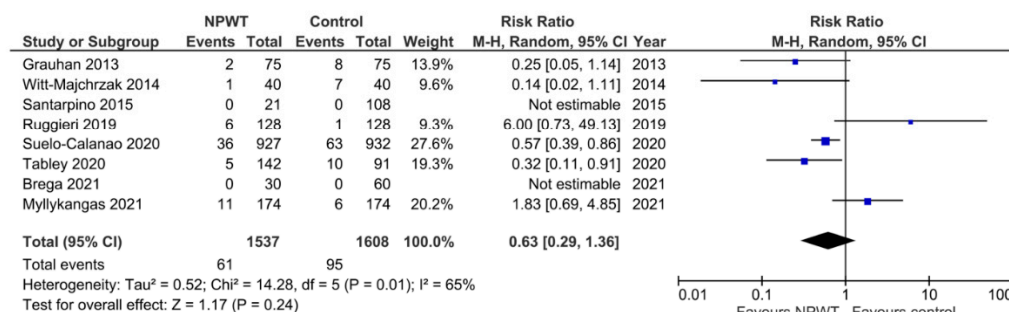 NPWT Control Risk Ratio Risk Ratio
Study or Subgroup Events Total Events Total Weight M-H, Random, 95% CI Year M-H, Random, 95% CI
Grauhan 2013 2 75 8 75 13.9% 0.25 [0.05, 1.14] 2013
Witt-Majchrzak 2014 1 40 7 40 9.6% 0.14 [0.02, 1.11] 2014
Santarpino 2015 0 21 0 108 Not estimable 2015
Ruggieri 2019 6 128 1 128 9.3% 6.00 [0.73, 49.13] 2019
Suelo-Calanao 2020 36 927 63 932 27.6% 0.57 [0.39, 0.86] 2020
Tabley 2020 5 142 10 91 19.3% 0.32 [0.11, 0.91] 2020
Brega 2021 0 30 0 60 Not estimable 2021
Myllykangas 2021 11 174 6 174 20.2% 1.83 [0.69, 4.85] 2021
Total (95% CI) 1537 1608 100.0% 0.63 [0.29, 1.36]
Total events 61 95
Heterogeneity: Tau² = 0.52; Chi² = 14.28, df = 5 (P = 0.01); I² = 65%
Test for overall effect: Z = 1.17 (P = 0.24)
0.01 0.1 1 10 100
Favours NPWT Favours control